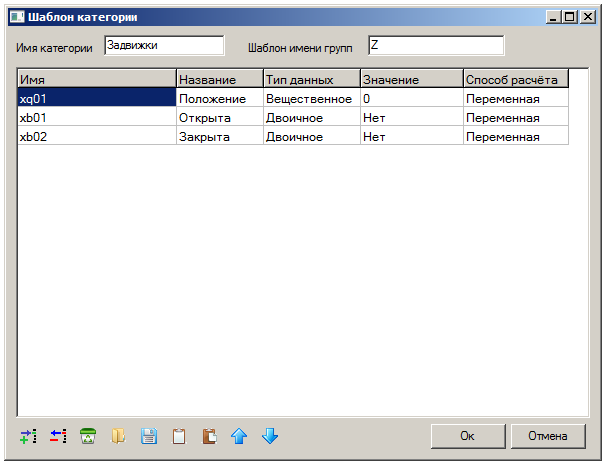 Шаблон категории
Имя категории Задвижки Шаблон имени групп Z
Имя Название Тип данных Значение Способ расчёта
xq01 Положение Вещественное 0 Переменная
xb01 Открыта Двоичное Нет Переменная
xb02 Закрыта Двоичное Нет Переменная
Ок Отмена